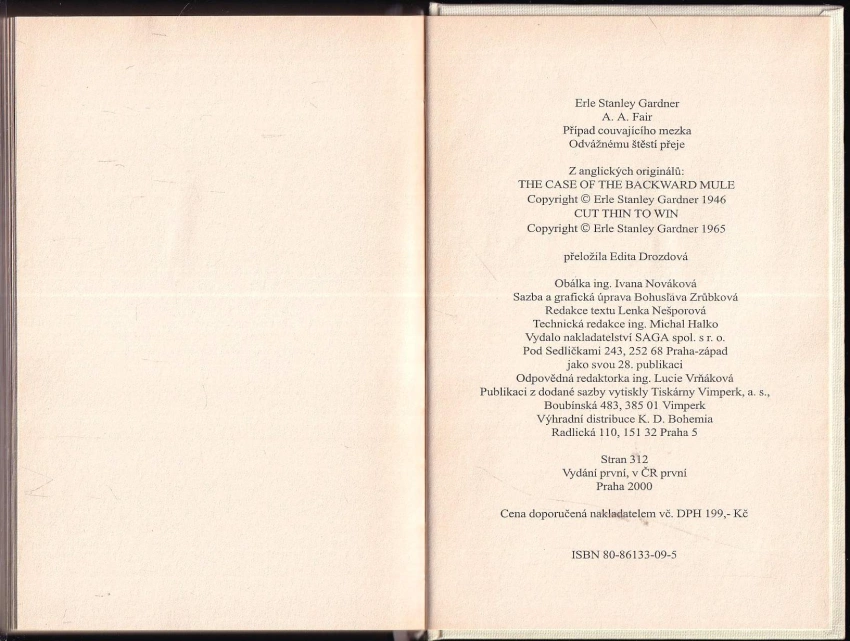 Erle Stanley Gardner
A. A. Fair
Případ couvajícího mezka
Odvážnému štěstí přeje
Z anglických originálů:
THE CASE OF THE BACKWARD MULE
Copyright © Erle Stanley Gardner 1946
CUT THIN TO WIN
Copyright © Erle Stanley Gardner 1965
přeložila Edita Drozdová
Obálka ing. Ivana Nováková
Sazba a grafická úprava Bohuslava Zrůbková
Redakce textu Lenka Nešporová
Technická redakce ing. Michal Halko
Vydalo nakladatelství SAGA spol. s r. o.
Pod Sedličkami 243, 252 68 Praha-západ
jako svou 28. publikaci
Odpovědná redaktorka ing. Lucie Vrňáková
Publikaci z dodané sazby vytiskly Tiskárny Vimperk, a. s.,
Boubínská 483, 385 01 Vimperk
Výhradní distribuce K. D. Bohemia
Radlická 110, 151 32 Praha 5
Stran 312
Vydání první, v ČR první
Praha 2000
Cena doporučená nakladatelem vč. DPH 199,- Kč
ISBN 80-86133-09-5